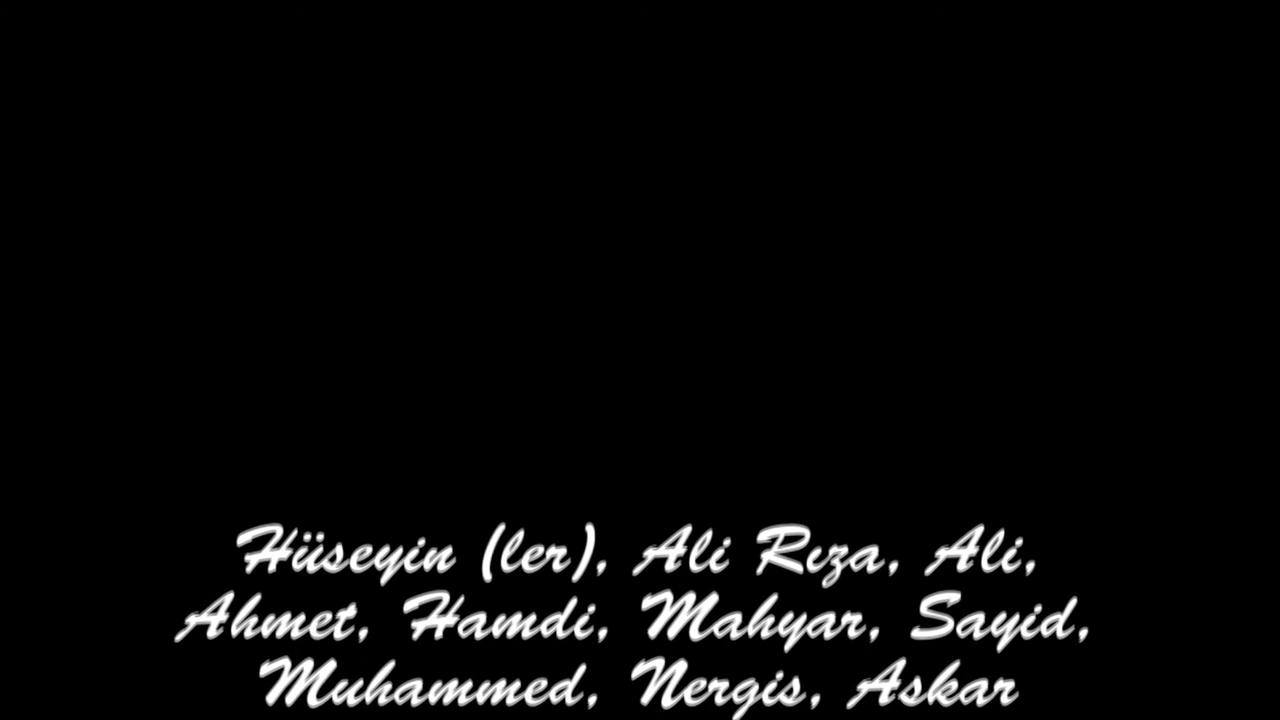 Hüseyin (ler), Ali Rıza, Ali,
Ahmet, Hamdi, Mahyar, Sayid,
Muhammed, Nergis, Askar